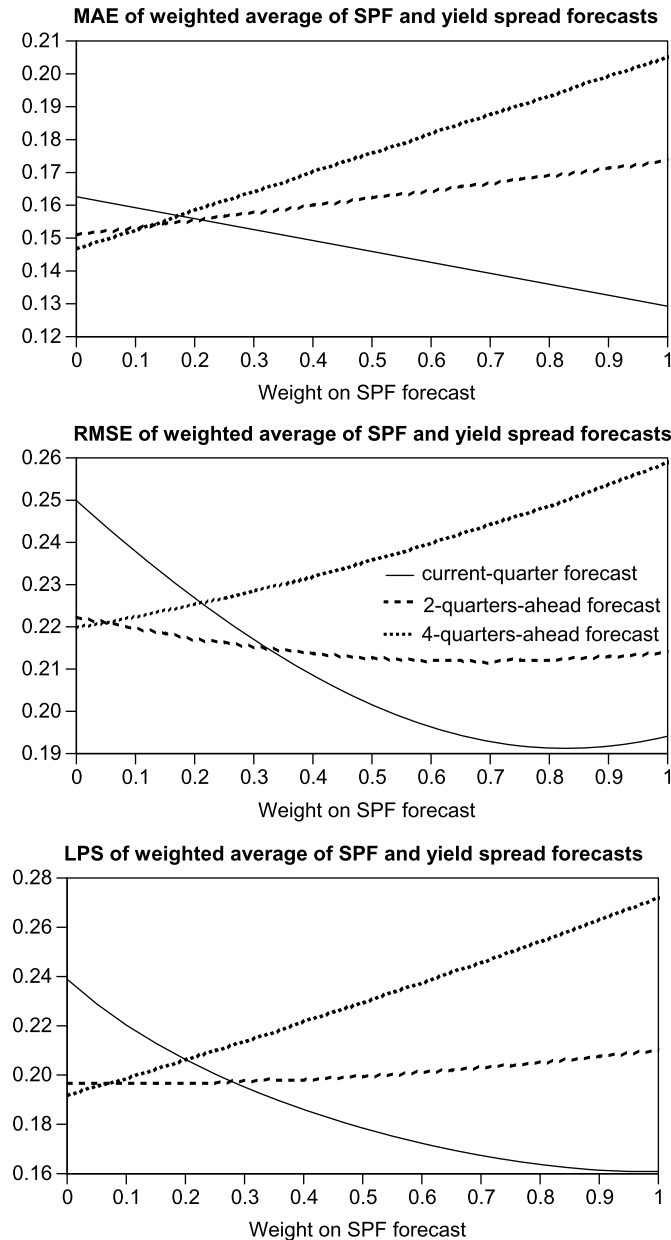 MAE of weighted average of SPF and yield spread forecasts
0.21
0.20
0.19
0.18
0.17
0.16
0.15
0.14
0.13
0.12
0 0.1 0.2 0.3 0.4 0.5 0.6 0.7 0.8 0.9 1
Weight on SPF forecast
RMSE of weighted average of SPF and yield spread forecasts
0.26
0.25
0.24
0.23
0.22
0.21
0.20
0.19
current-quarter forecast
2-quarters-ahead forecast
4-quarters-ahead forecast
0 0.1 0.2 0.3 0.4 0.5 0.6 0.7 0.8 0.9 1
Weight on SPF forecast
LPS of weighted average of SPF and yield spread forecasts
0.28
0.26
0.24
0.22
0.20
0.18
0.16
0 0.1 0.2 0.3 0.4 0.5 0.6 0.7 0.8 0.9 1
Weight on SPF forecast